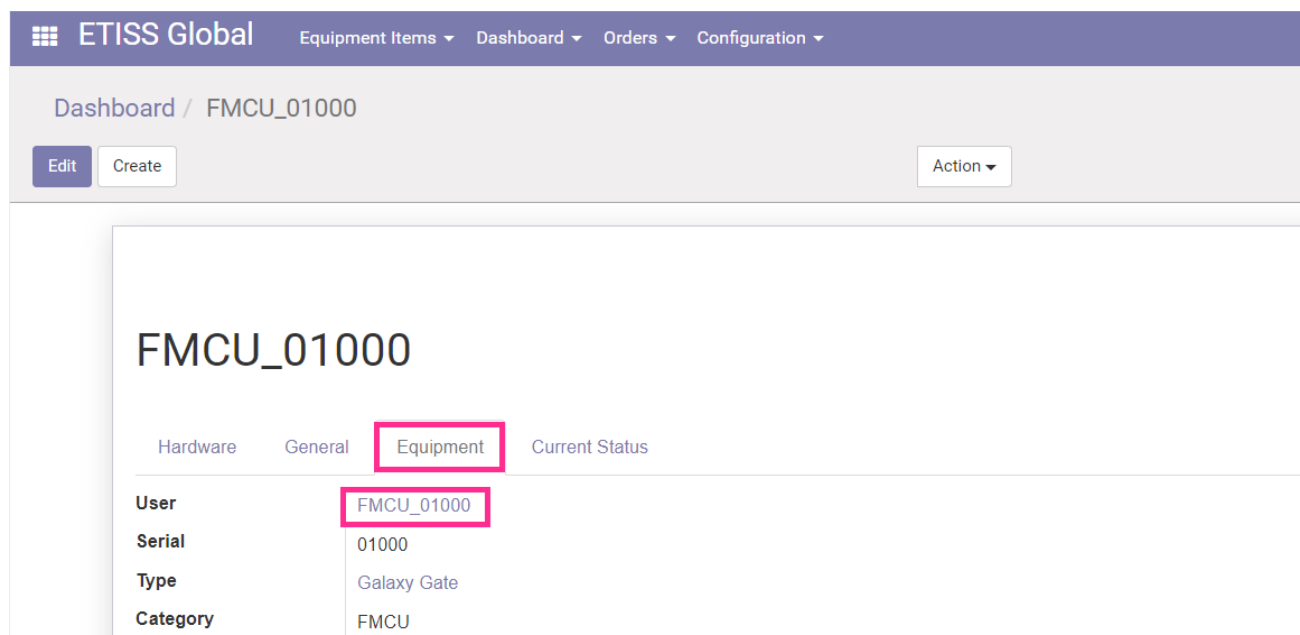 ETISS Global Equipment Items Dashboard Orders Configuration
Dashboard / FMCU_01000
Edit Create Action
FMCU_01000
Hardware General Equipment Current Status
User FMCU_01000
Serial 01000
Type Galaxy Gate
Category FMCU